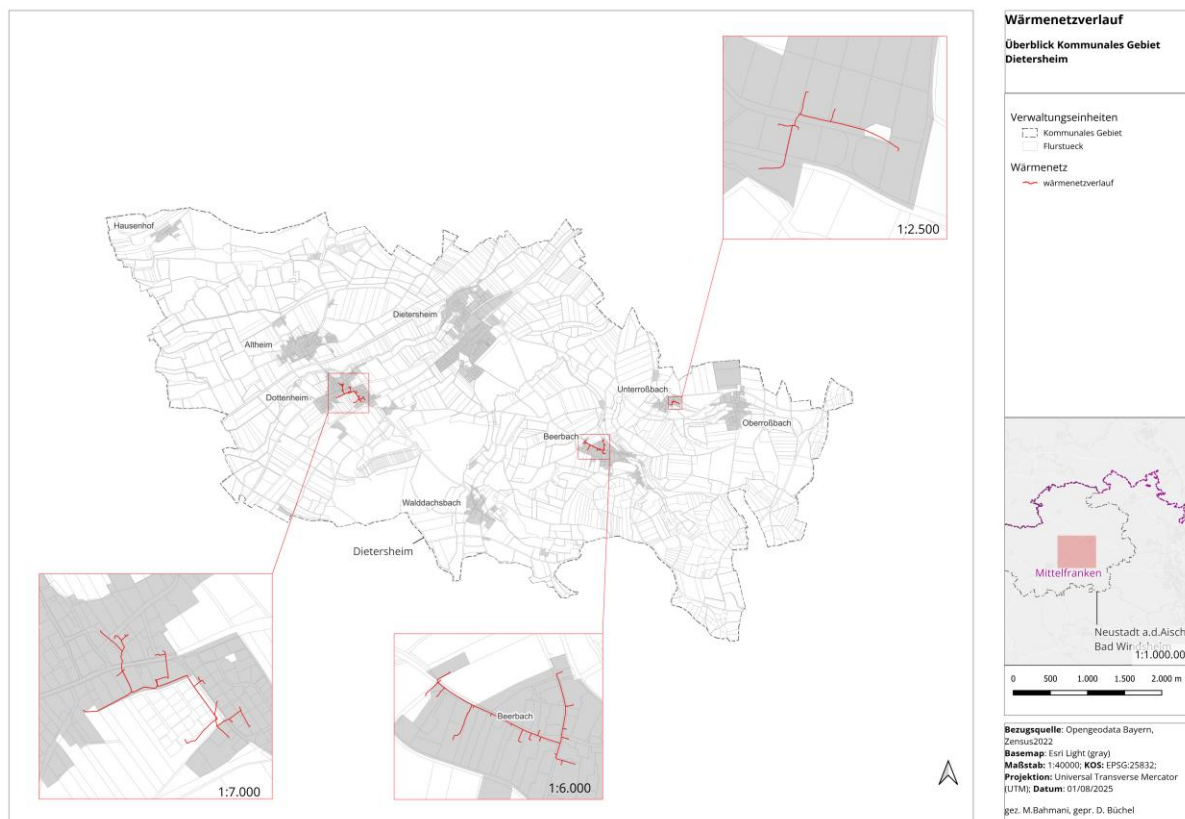 Wärmenetzverlauf
Überblick Kommunales Gebiet
Dietersheim
Verwaltungseinheiten
Kommunales Gebiet
Flurstueck
Wärmenetz
wärmenetzverlauf
1:2.500
Hausenhof
Dietersheim
Altheim
Dottenheim
Unterroßbach
Oberroßbach
Beerbach
Walddachsbach
Dietersheim
1:7.000
Beerbach
1:6.000
Mittelfranken
Neustadt a.d.Aisch
Bad Windsheim
1:1.000.00
0 500 1.000 1.500 2.000 m
Bezugsquelle: Opengeodata Bayern,
Zensus2022
Basemap: Esri Light (gray)
Maßstab: 1:40000; KOS: EPSG:25832;
Projektion: Universal Transverse Mercator
(UTM); Datum: 01/08/2025
gez. M.Bahmani, gepr. D. Büchel